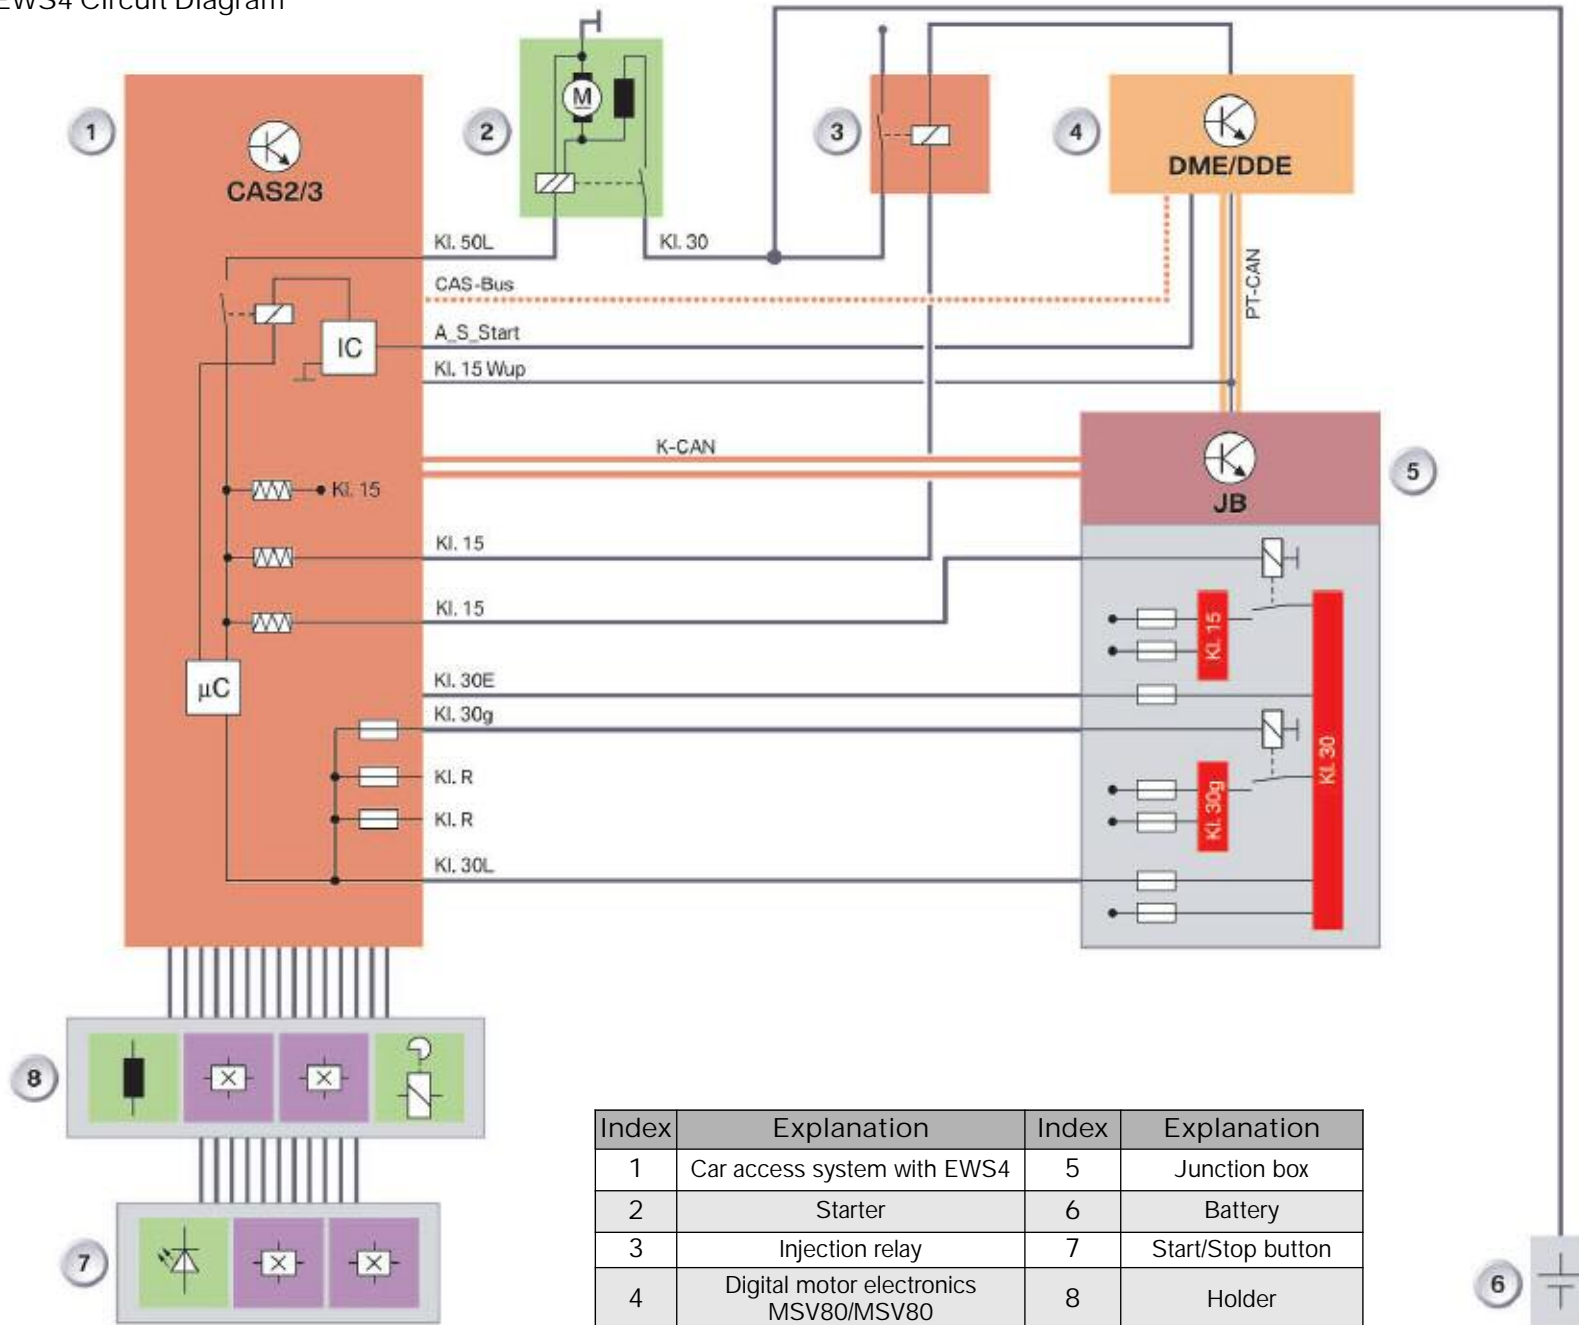 EWS4 Circuit Diagram
1
CAS2/3
2
M
3
4
DME/DDE
Kl. 50L
Kl. 30
CAS-Bus
PT-CAN
IC
A_S_Start
Kl. 15 Wup
K-CAN
JB
5
Kl. 15
Kl. 15
Kl. 15
Kl. 15
µC
Kl. 30E
Kl. 30g
Kl. 30
Kl. R
Kl. 30g
Kl. R
Kl. 30L
8
7
6
Index Explanation Index Explanation
1 Car access system with EWS4 5 Junction box
2 Starter 6 Battery
3 Injection relay 7 Start/Stop button
4 Digital motor electronics
MSV80/MSV80 8 Holder